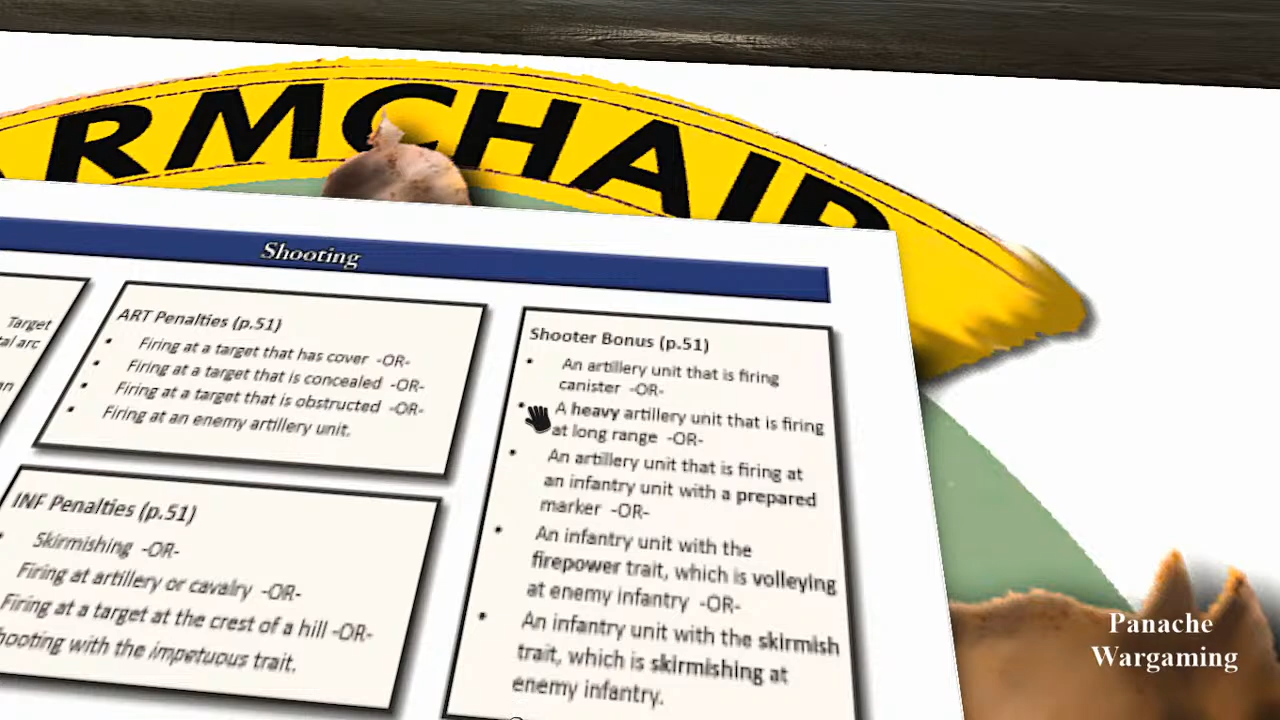 ARMCHAIR
Shooting
Target
tal arc
an
ART Penalties (p.51)
• Firing at a target that has cover -OR-
• Firing at a target that is concealed -OR-
• Firing at a target that is obstructed -OR-
• Firing at an enemy artillery unit.
INF Penalties (p.51)
• Skirmishing -OR-
Firing at artillery or cavalry -OR-
Firing at a target at the crest of a hill -OR-
hooting with the impetuous trait.
Shooter Bonus (p.51)
• An artillery unit that is firing
canister -OR-
• A heavy artillery unit that is firing
at long range -OR-
• An artillery unit that is firing at
an infantry unit with a prepared
marker -OR-
• An infantry unit with the
firepower trait, which is volleying
at enemy infantry -OR-
• An infantry unit with the skirmish
trait, which is skirmishing at
enemy infantry.
Panache
Wargaming